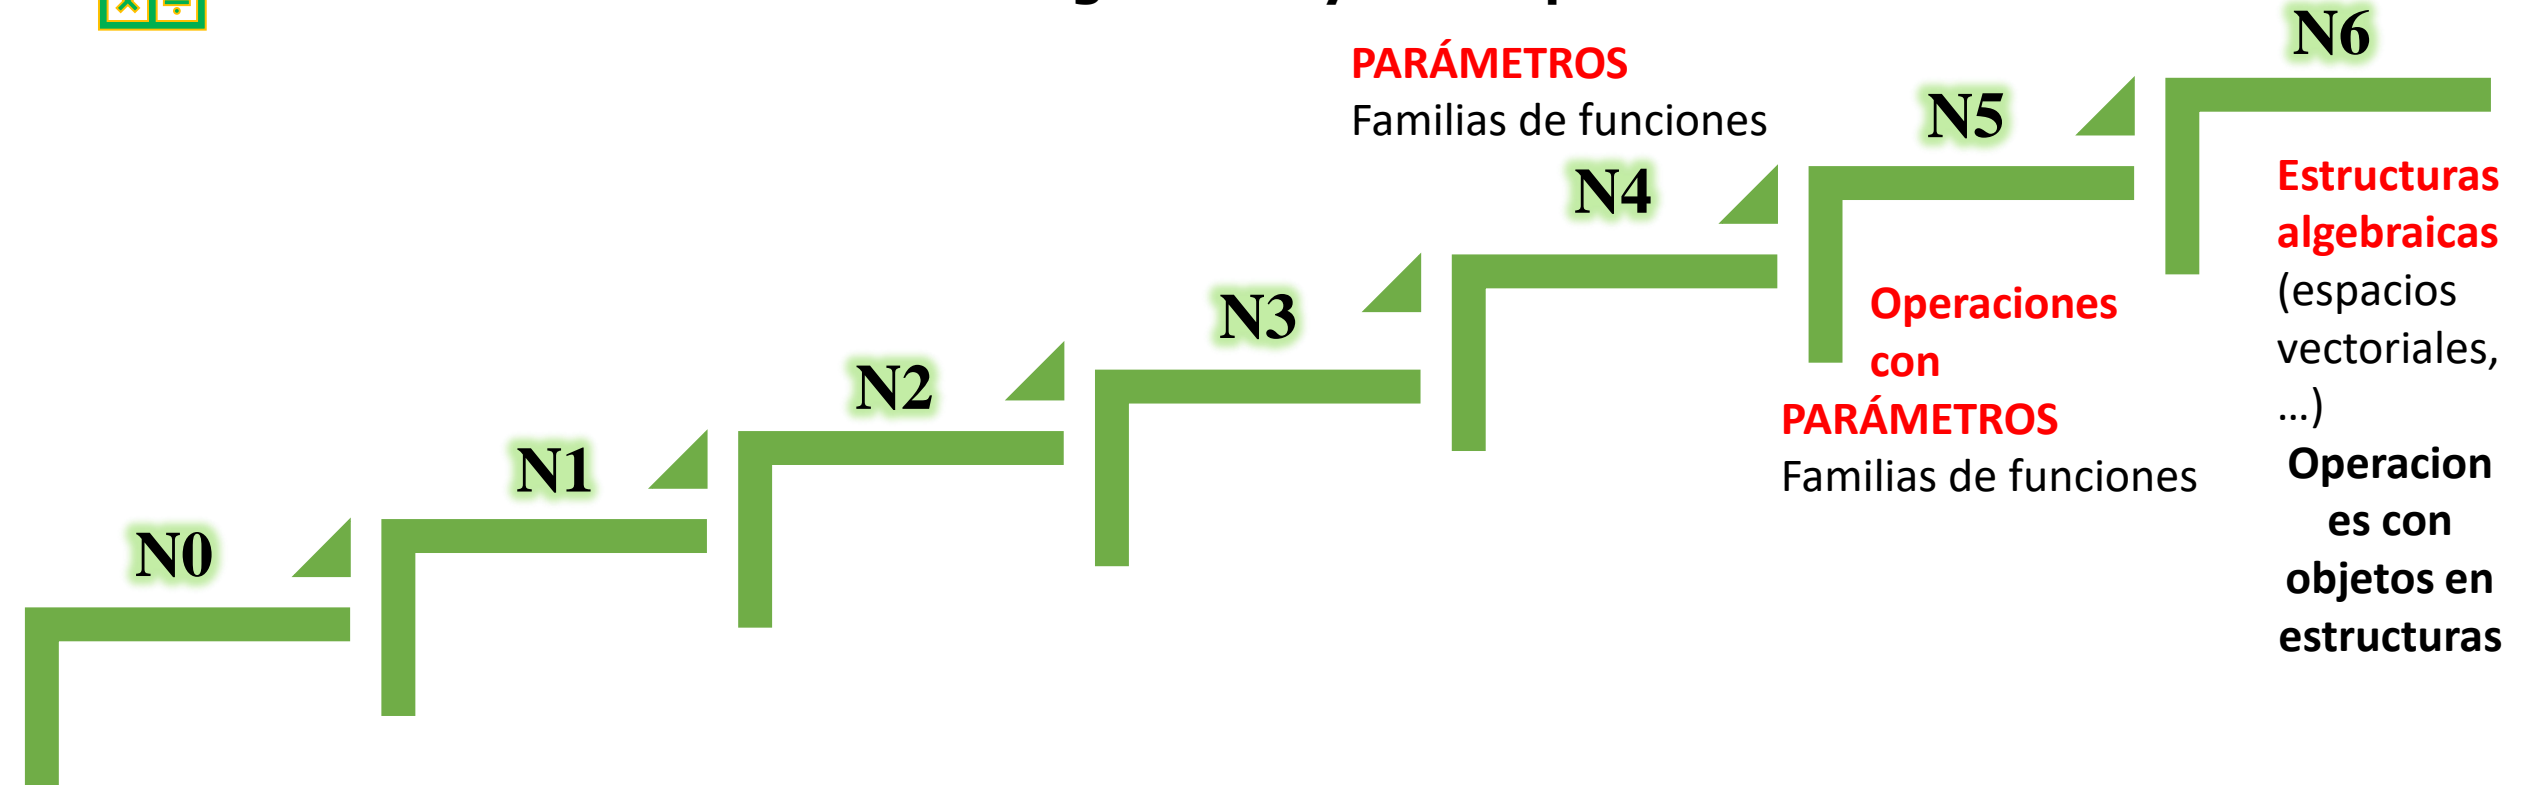 N6
PARÁMETROS
Familias de funciones
N5
N4
Estructuras
algebraicas
(espacios
vectoriales,
...)
Operacion
es con
objetos en
estructuras
Operaciones
con
PARÁMETROS
Familias de funciones
N3
N2
N1
N0